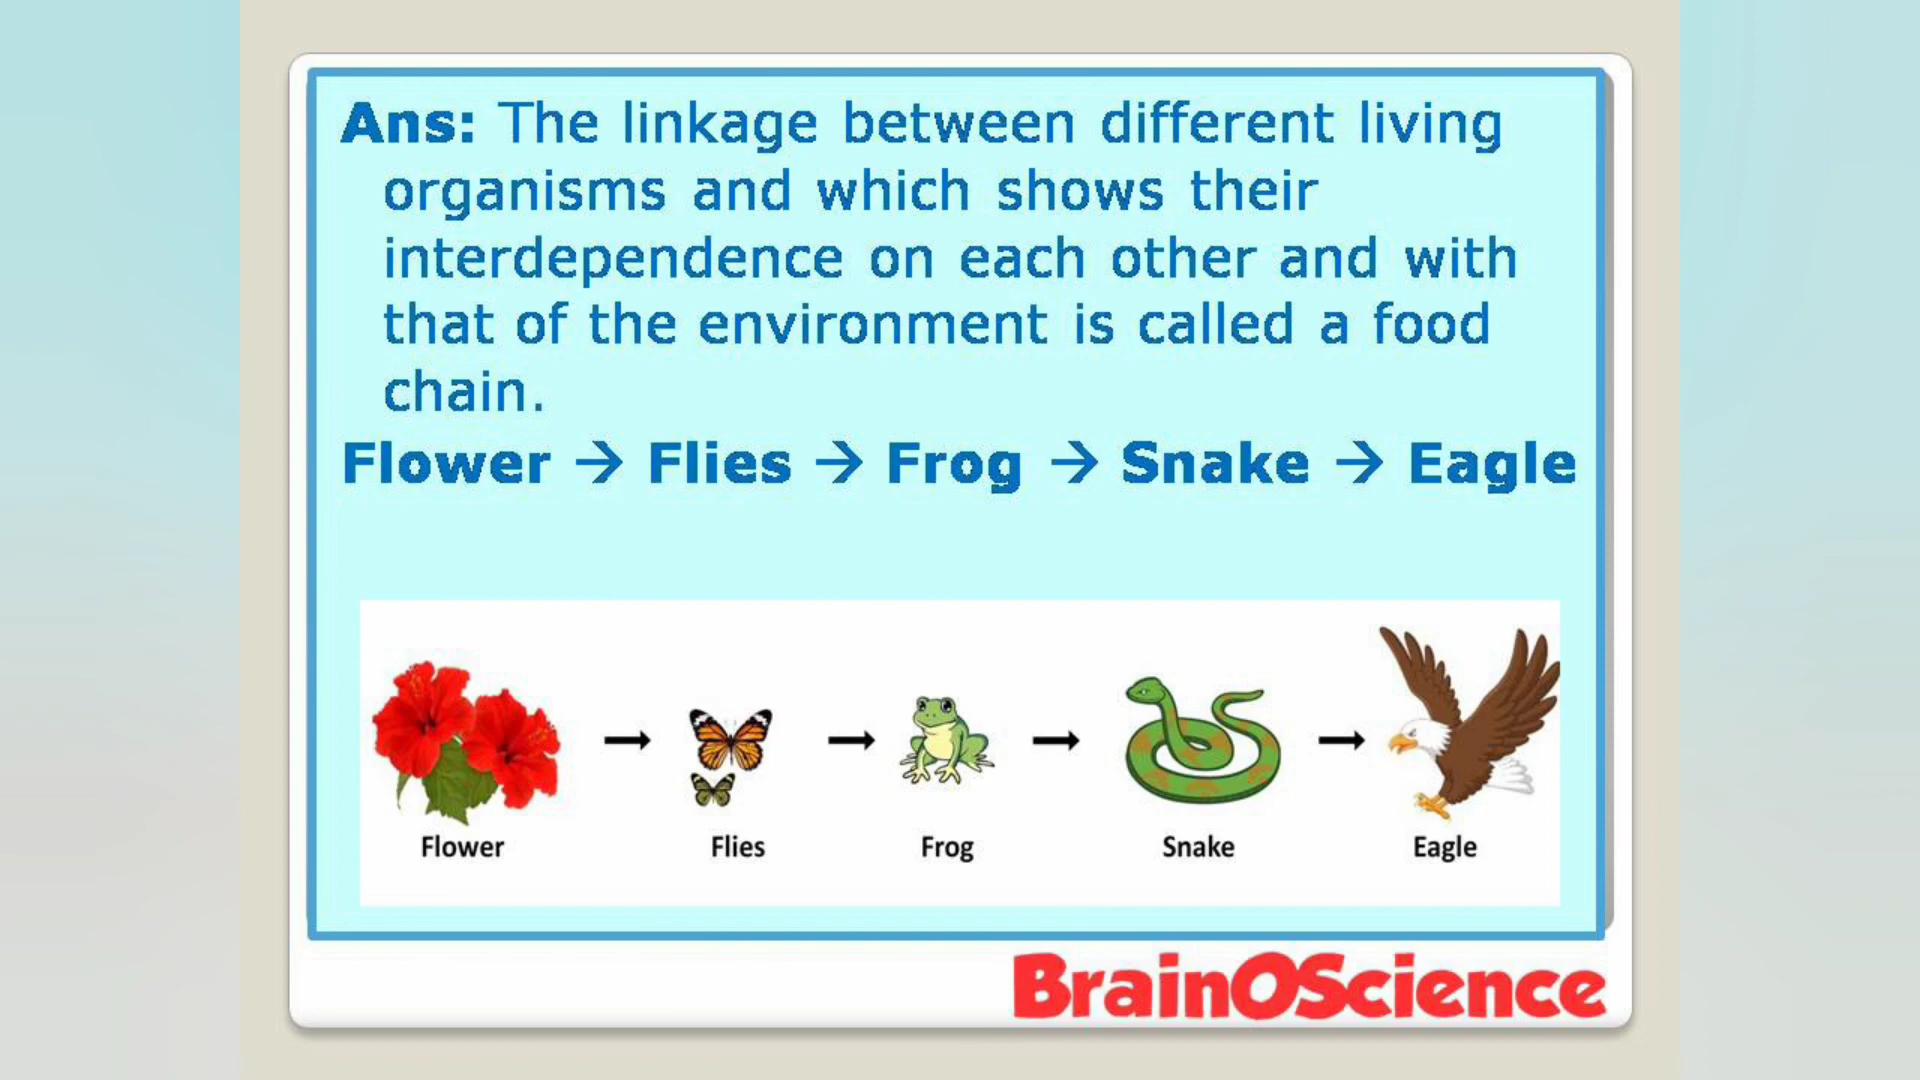 Ans: The linkage between different living
organisms and which shows their
interdependence on each other and with
that of the environment is called a food
chain.
Flower → Flies → Frog → Snake → Eagle
Flower → Flies → Frog → Snake → Eagle
BrainOScience